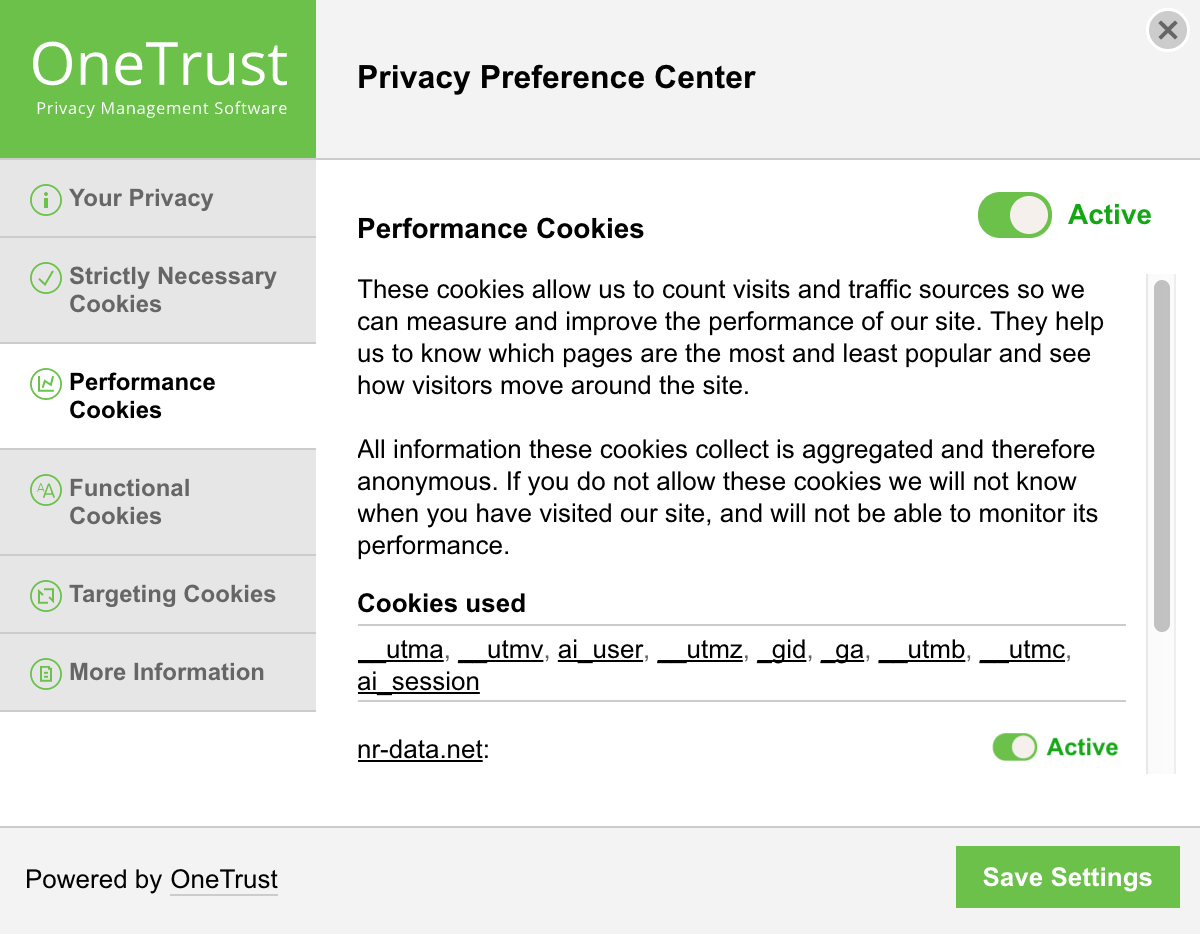 OneTrust
Privacy Management Software
Privacy Preference Center
Your Privacy
Strictly Necessary
Cookies
Performance
Cookies
Functional
Cookies
Targeting Cookies
More Information
Performance Cookies
Active
These cookies allow us to count visits and traffic sources so we
can measure and improve the performance of our site. They help
us to know which pages are the most and least popular and see
how visitors move around the site.
All information these cookies collect is aggregated and therefore
anonymous. If you do not allow these cookies we will not know
when you have visited our site, and will not be able to monitor its
performance.
Cookies used
__utma, __utmv, ai_user, __utmz, _gid, _ga, __utmb, __utmc,
ai_session
nr-data.net:
Active
Powered by OneTrust
Save Settings